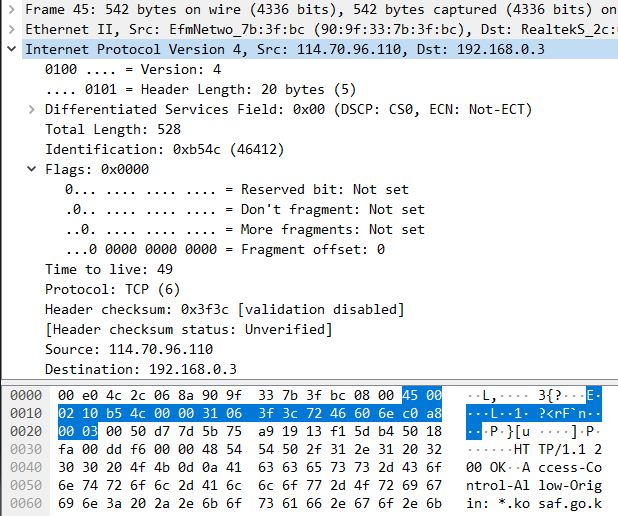 Frame 45: 542 bytes on wire (4336 bits), 542 bytes captured (4336 bits) on
Ethernet II, Src: EfmNetwo_7b:3f:bc (90:9f:33:7b:3f:bc), Dst: RealtekS_2c:
Internet Protocol Version 4, Src: 114.70.96.110, Dst: 192.168.0.3
0100 .... = Version: 4
.... 0101 = Header Length: 20 bytes (5)
Differentiated Services Field: 0x00 (DSCP: CS0, ECN: Not-ECT)
Total Length: 528
Identification: 0xb54c (46412)
Flags: 0x0000
0... .... .... .... = Reserved bit: Not set
.0.. .... .... .... = Don't fragment: Not set
..0. .... .... .... = More fragments: Not set
...0 0000 0000 0000 = Fragment offset: 0
Time to live: 49
Protocol: TCP (6)
Header checksum: 0x3f3c [validation disabled]
[Header checksum status: Unverified]
Source: 114.70.96.110
Destination: 192.168.0.3
0000 00 e0 4c 2c 06 8a 90 9f 33 7b 3f bc 08 00 45 00 ··L,···· 3{?···E·
0010 02 10 b5 4c 00 00 31 06 3f 3c 72 46 60 6e c0 a8 ···L··1· ?<rF`n··
0020 00 03 00 50 d7 7d 5b 75 a9 19 13 f1 5d b4 50 18 ···P·}[u ····]·P·
0030 fa 00 dd f6 00 00 48 54 54 50 2f 31 2e 31 20 32 ······HT TP/1.1 2
0040 30 30 20 4f 4b 0d 0a 41 63 63 65 73 73 2d 43 6f 00 OK··A ccess-Co
0050 6e 74 72 6f 6c 2d 41 6c 6c 6f 77 2d 4f 72 69 67 ntrol-Al low-Orig
0060 69 6e 3a 20 2a 2e 6b 6f 73 61 66 2e 67 6f 2e 6b in: *.ko saf.go.k